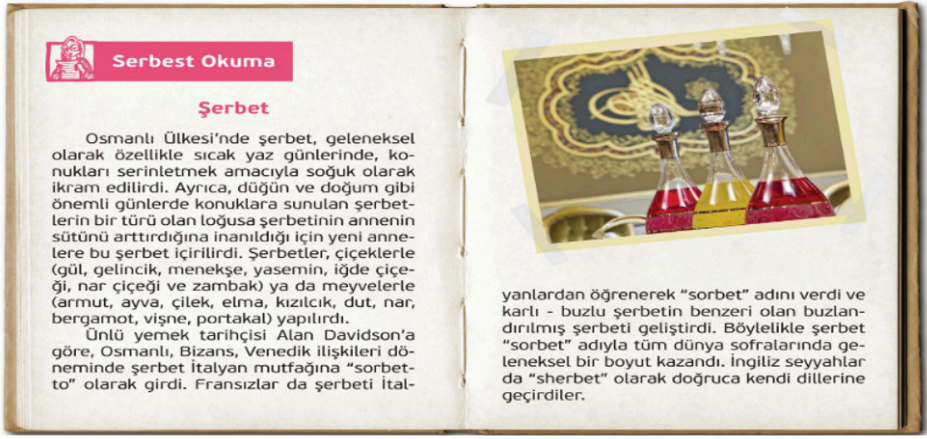 Serbest Okuma
Şerbet
Osmanlı Ülkesi'nde şerbet, geleneksel
olarak özellikle sıcak yaz günlerinde, ko-
nukları serinletmek amacıyla soğuk olarak
ikram edilirdi. Ayrıca, düğün ve doğum gibi
önemli günlerde konuklara sunulan şerbet-
lerin bir türü olan loğusa şerbetinin annenin
sütünü arttırdığına inanıldığı için yeni anne-
lere bu şerbet içirilirdi. Şerbetler, çiçeklerle
(gül, gelincik, menekşe, yasemin, iğde çiçe-
ği, nar çiçeği ve zambak) ya da meyvelerle
(armut, ayva, çilek, elma, kızılcık, dut, nar,
bergamot, vişne, portakal) yapılırdı.
Ünlü yemek tarihçisi Alan Davidson'a
göre, Osmanlı, Bizans, Venedik ilişkileri dö-
neminde şerbet İtalyan mutfağına "sorbet-
to" olarak girdi. Fransızlar da şerbeti İtal-
yanlardan öğrenerek "sorbet" adını verdi ve
karlı - buzlu şerbetin benzeri olan buzlan-
dırılmış şerbeti geliştirdi. Böylelikle şerbet
"sorbet" adıyla tüm dünya sofralarında ge-
leneksel bir boyut kazandı. İngiliz seyyahlar
da "sherbet" olarak doğruca kendi dillerine
geçirdiler.